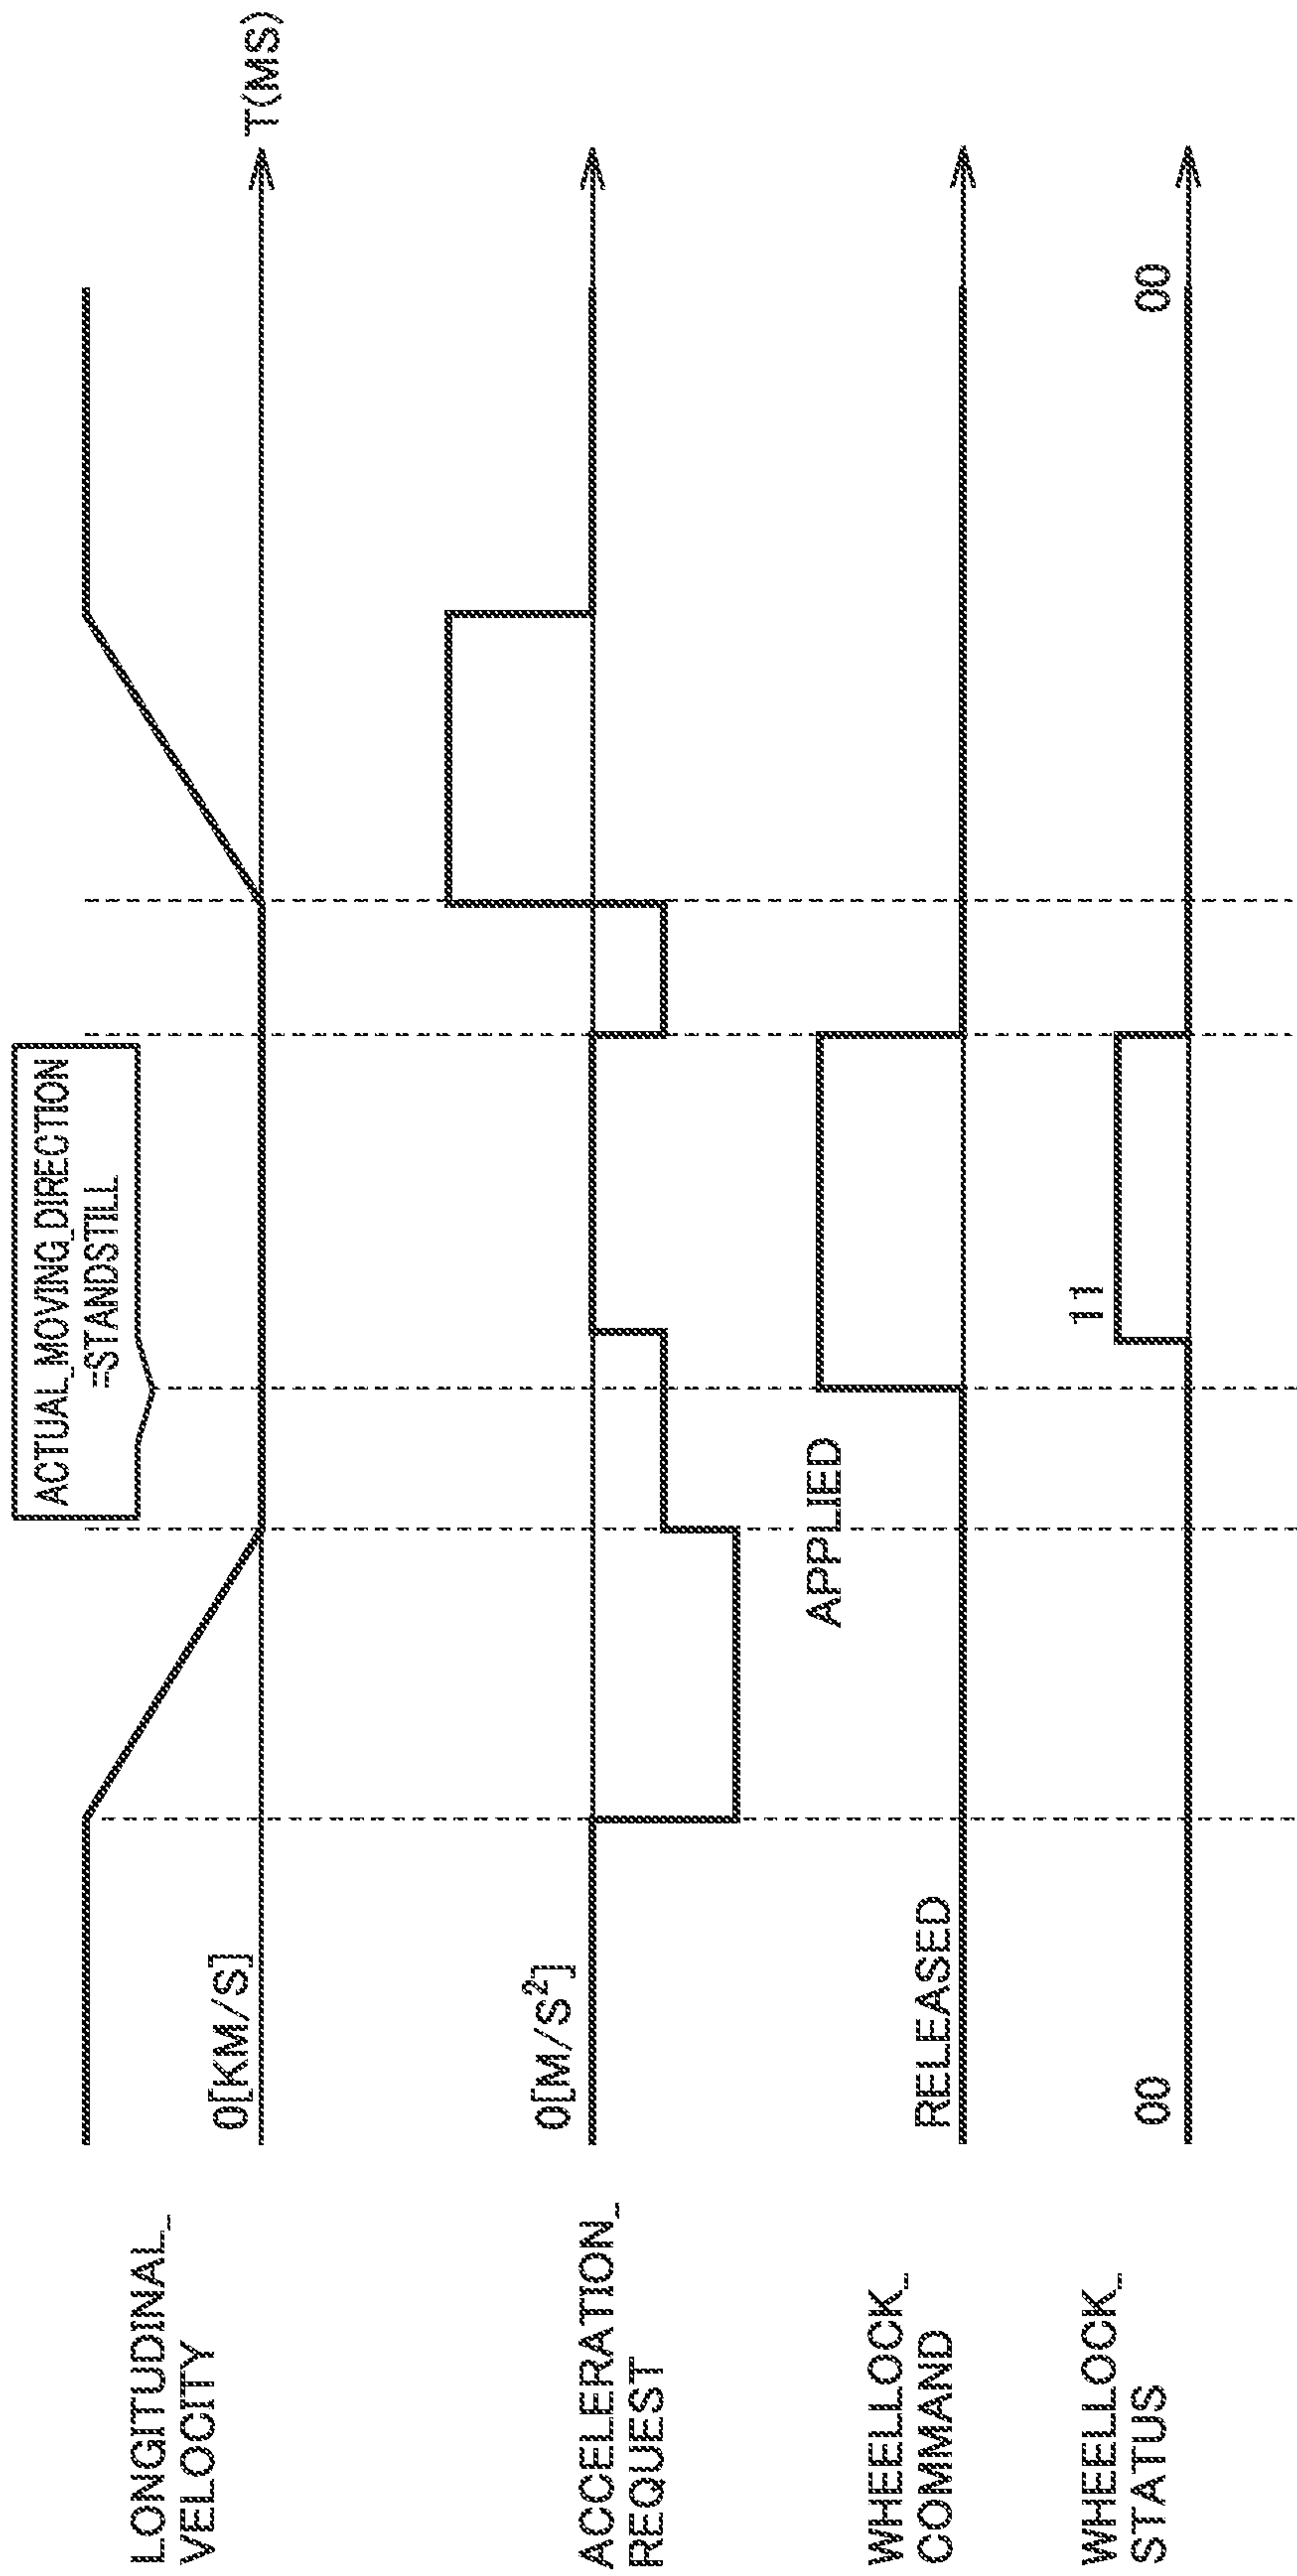 ACTUAL_MOVING_DIRECTION
=STANDSTILL
LONGITUDINAL_
VELOCITY
0[KM/S]
T(MS)
ACCELERATION_
REQUEST
0[M/S²]
APPLIED
WHEELLOCK_
COMMAND
RELEASED
11
WHEELLOCK_
STATUS
00
00